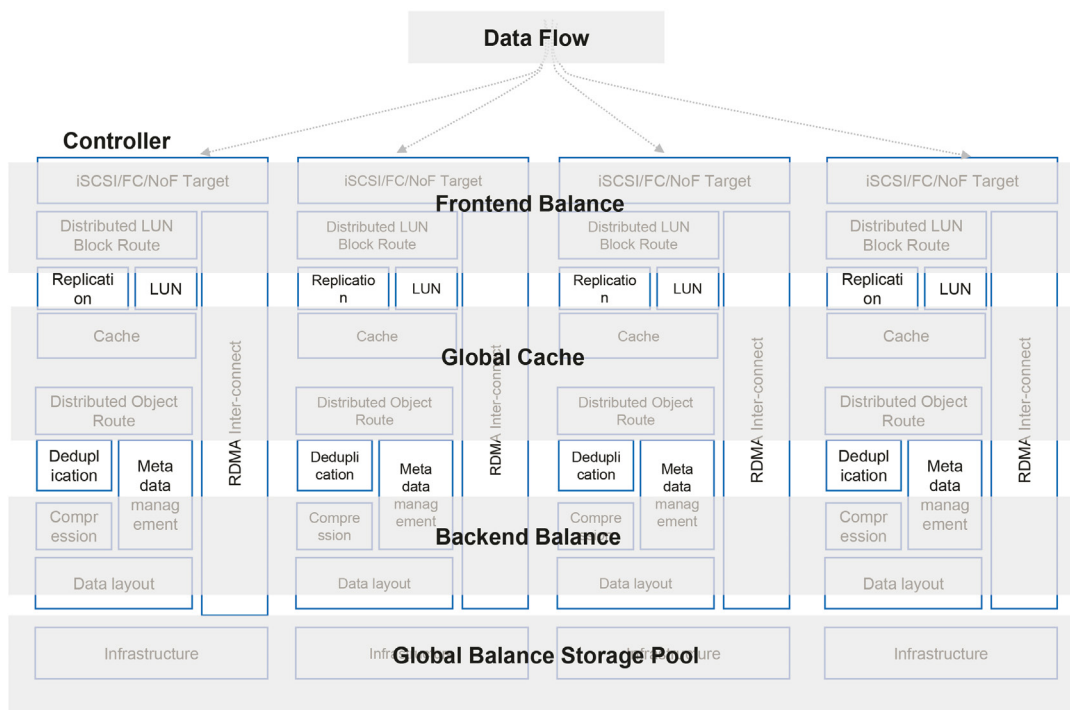 Data Flow
Controller
iSCSI/FC/NoF Target
iSCSI/FC/NoF Target
iSCSI/FC/NoF Target
iSCSI/FC/NoF Target
Frontend Balance
Distributed LUN
Block Route
Distributed LUN
Block Route
Distributed LUN
Block Route
Distributed LUN
Block Route
Replicati
on
LUN
Replicatio
n
LUN
Replicatio
n
LUN
Replicati
on
LUN
Cache
Cache
Cache
Cache
Global Cache
RDMA Inter-connect
RDMA Inter-connect
RDMA Inter-connect
RDMA Inter-connect
Distributed Object
Route
Distributed Object
Route
Distributed Object
Route
Distributed Object
Route
Dedupl
ication
Meta
data
manag
ement
Dedupli
cation
Meta
data
manag
ement
Dedupli
cation
Meta
data
manag
ement
Dedupl
ication
Meta
data
manag
ement
Compr
ession
Compre
ssion
Compre
ssion
Compr
ession
Backend Balance
Data layout
Data layout
Data layout
Data layout
Infrastructure
Infrastructure
Infrastructure
Infrastructure
Global Balance Storage Pool